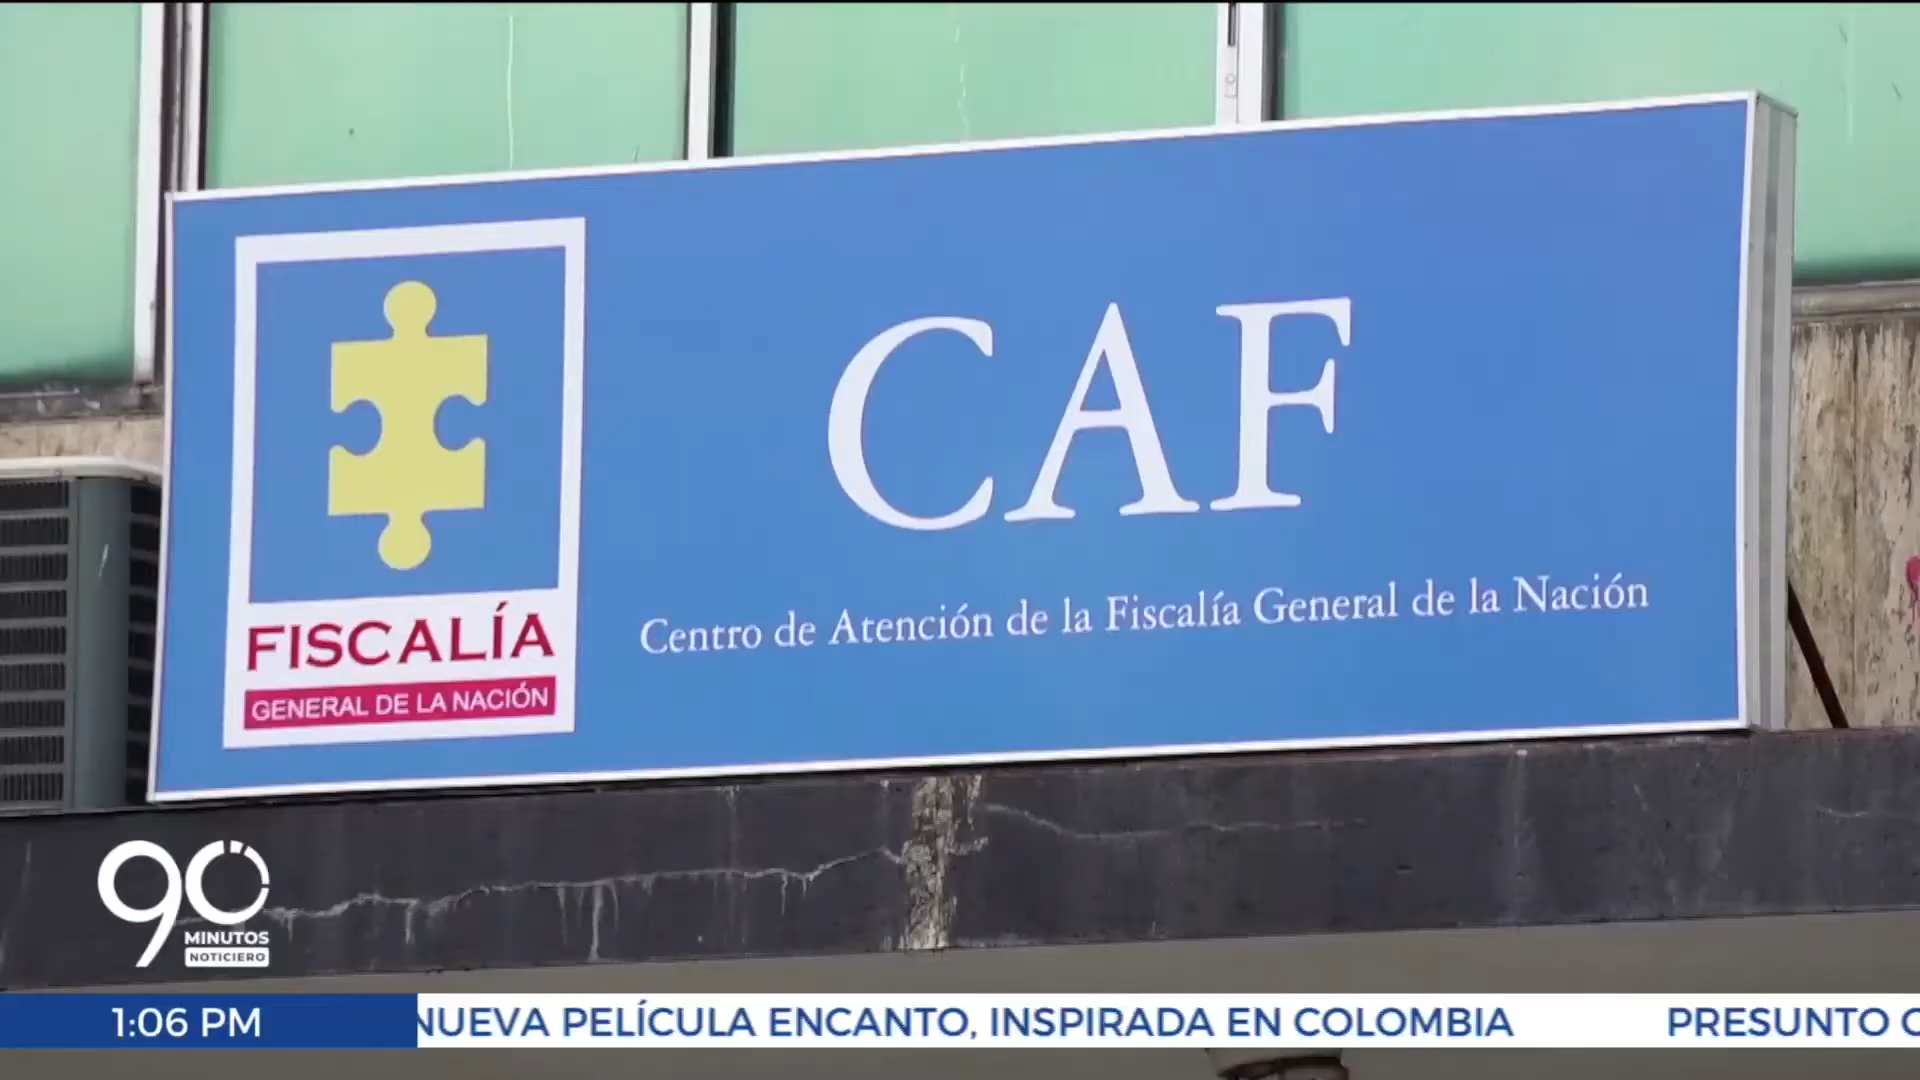 CAF
Centro de Atención de la Fiscalía General de la Nación
FISCALÍA
GENERAL DE LA NACIÓN
90
MINUTOS
NOTICIERO
1:06 PM
NUEVA PELÍCULA ENCANTO, INSPIRADA EN COLOMBIA
PRESUNTO